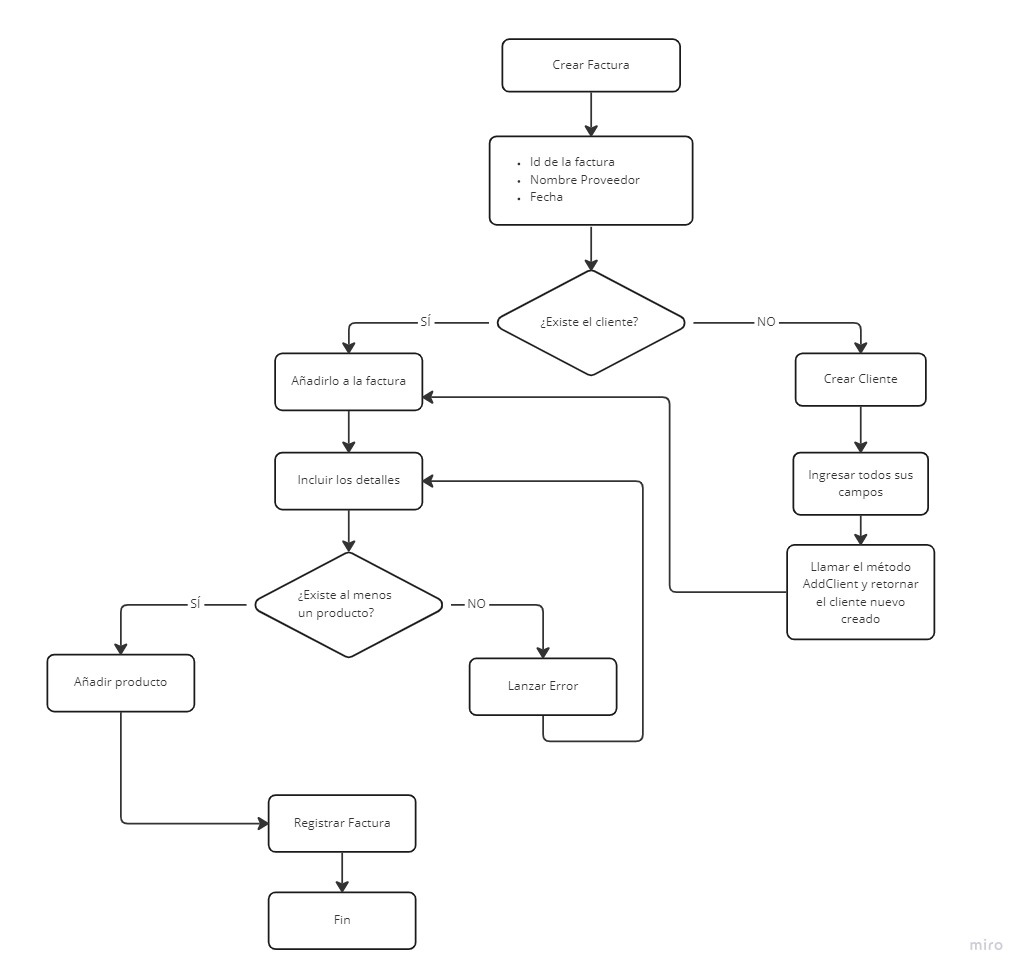 Crear Factura
• Id de la factura
• Nombre Proveedor
• Fecha
¿Existe el cliente?
SÍ
NO
Añadirlo a la factura
Crear Cliente
Incluir los detalles
Ingresar todos sus
campos
Llamar el método
AddClient y retornar
el cliente nuevo
creado
¿Existe al menos
un producto?
SÍ
NO
Añadir producto
Lanzar Error
Registrar Factura
Fin
miro